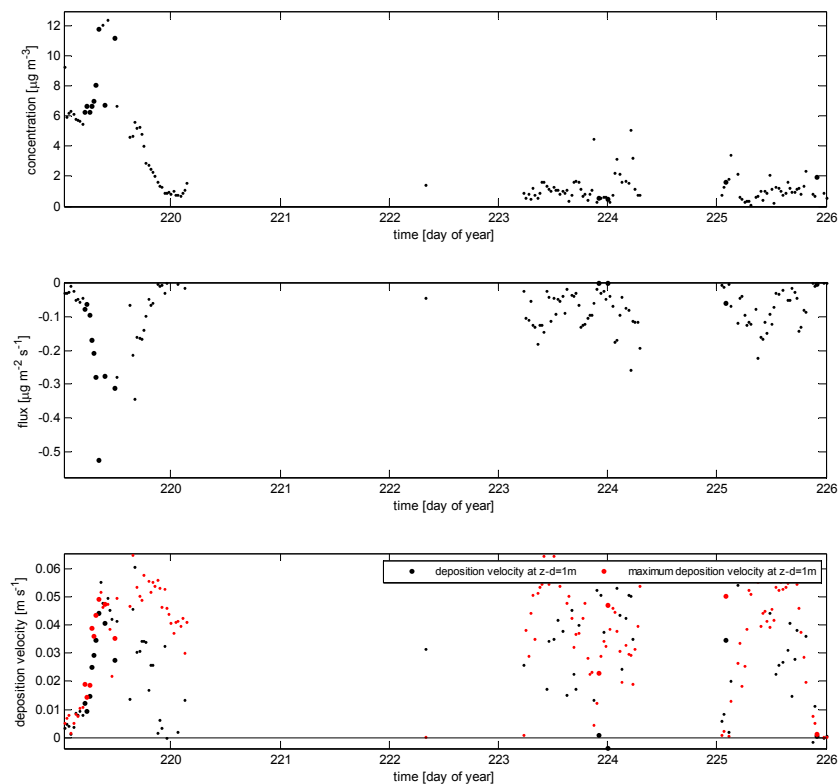 12
10
8
6
4
2
0
concentration [μg m-3]
220 221 222 223 224 225 226
time [day of year]
0
-0.1
-0.2
-0.3
-0.4
-0.5
flux [μg m-2 s-1]
220 221 222 223 224 225 226
time [day of year]
0.06
0.05
0.04
0.03
0.02
0.01
0
deposition velocity [m s-1]
deposition velocity at z-d=1m maximum deposition velocity at z-d=1m
220 221 222 223 224 225 226
time [day of year]